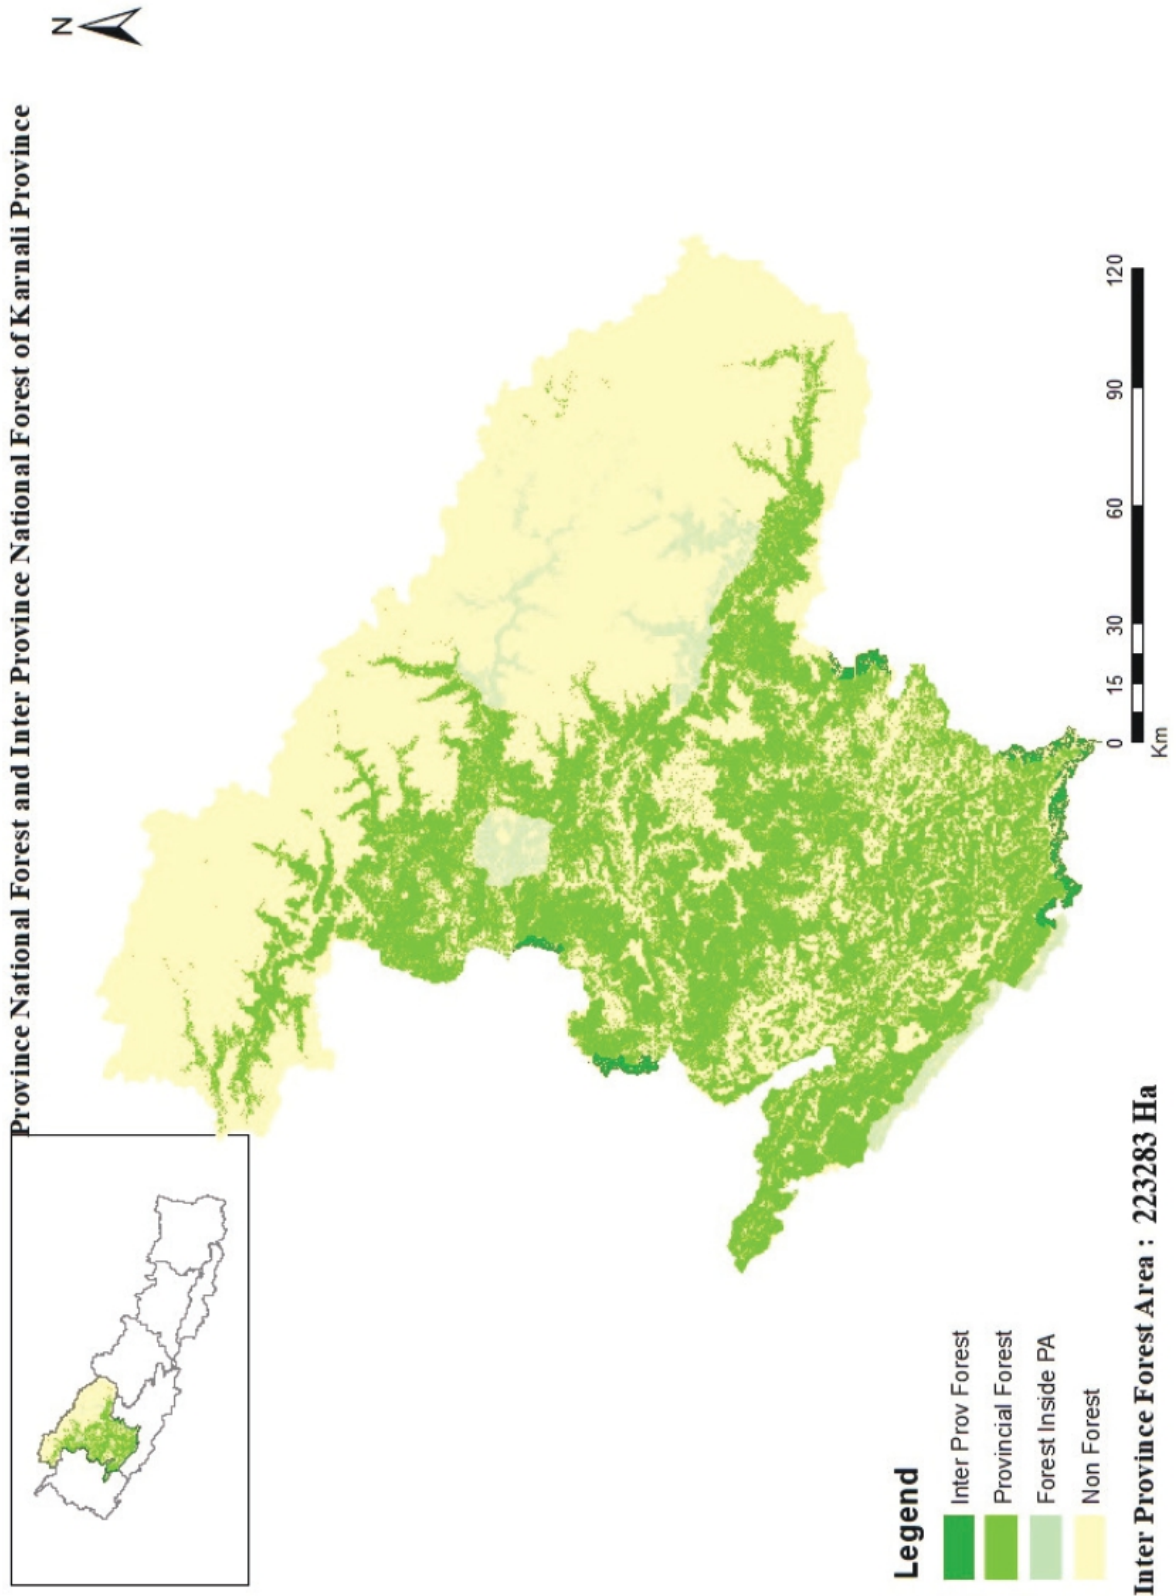 N
Province National Forest and Inter Province National Forest of Karnali Province
0 15 30 60 90 120
Km
Legend
Inter Prov Forest
Provincial Forest
Forest Inside PA
Non Forest
Inter Province Forest Area : 223283 Ha